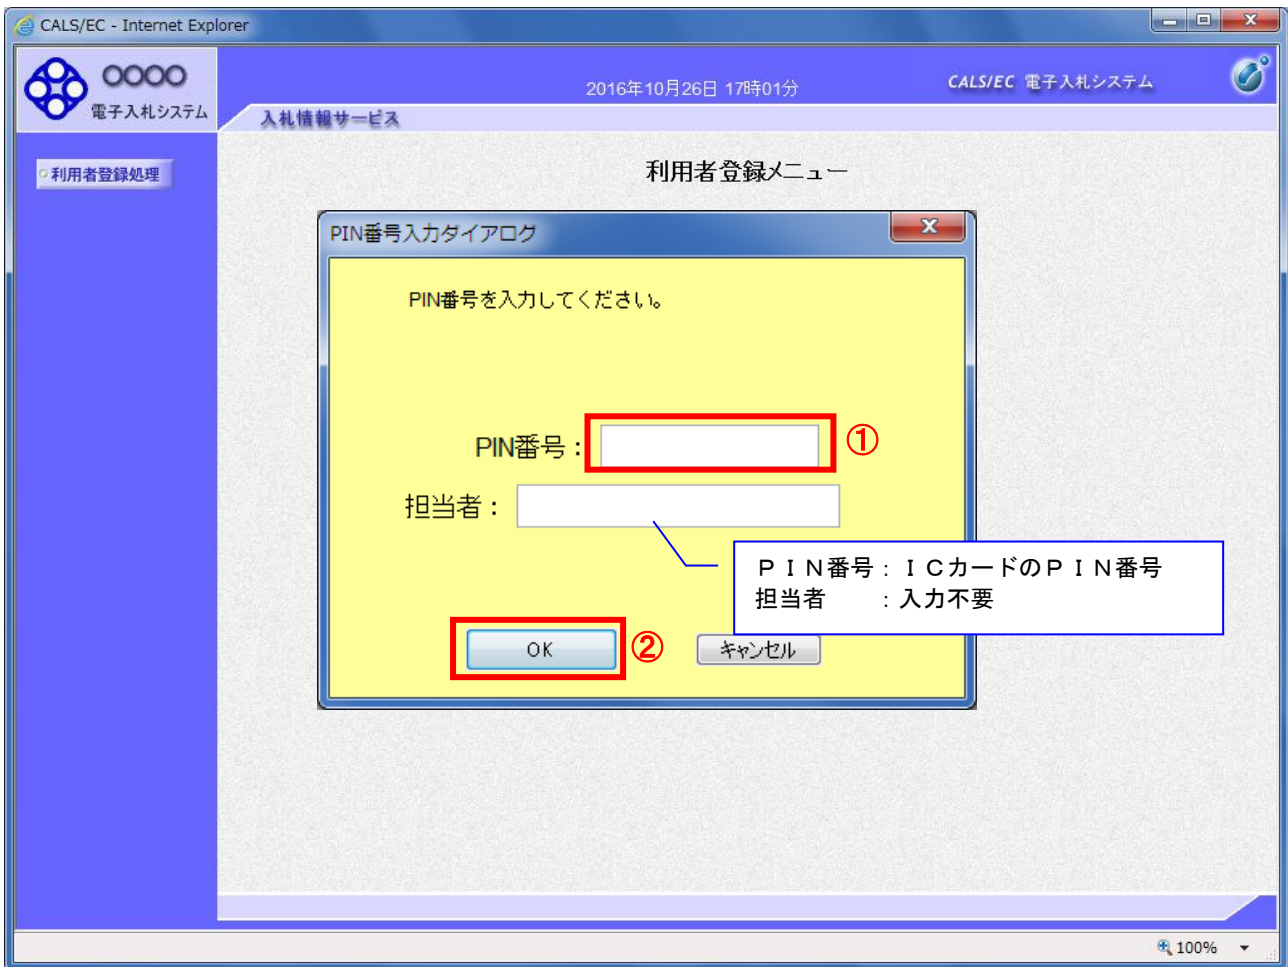 CALS/EC - Internet Explorer
○○○○
電子入札システム
2016年10月26日 17時01分
CALS/EC 電子入札システム
入札情報サービス
利用者登録処理
利用者登録メニュー
PIN番号入力ダイアログ
PIN番号を入力してください。
PIN番号：
①
担当者：
ＰＩＮ番号：ＩＣカードのＰＩＮ番号
担当者　　：入力不要
OK
②
キャンセル
100%